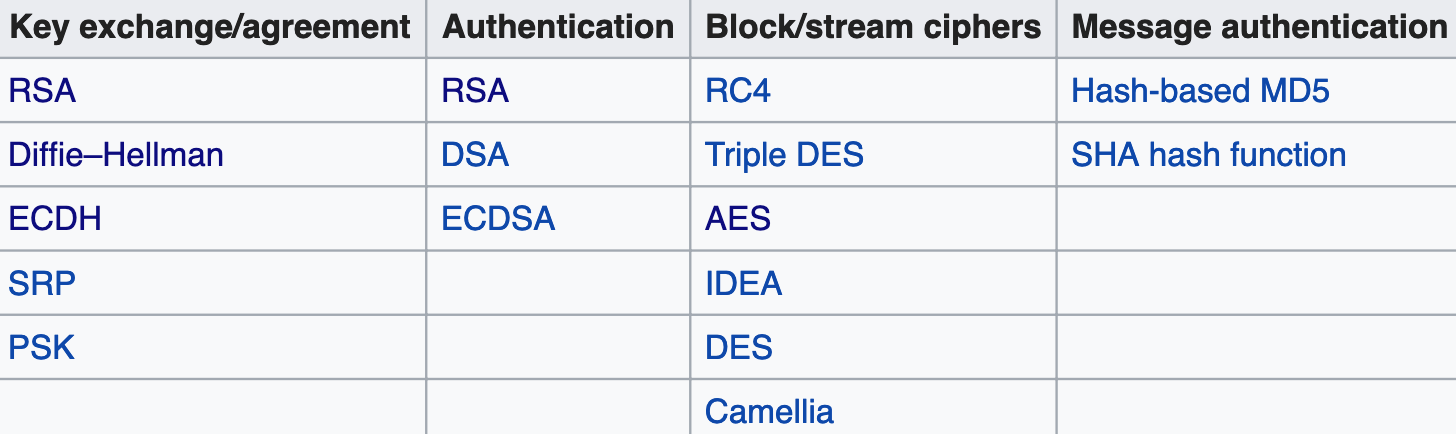 Key exchange/agreement Authentication Block/stream ciphers Message authentication
RSA RSA RC4 Hash-based MD5
Diffie–Hellman DSA Triple DES SHA hash function
ECDH ECDSA AES
SRP IDEA
PSK DES
Camellia